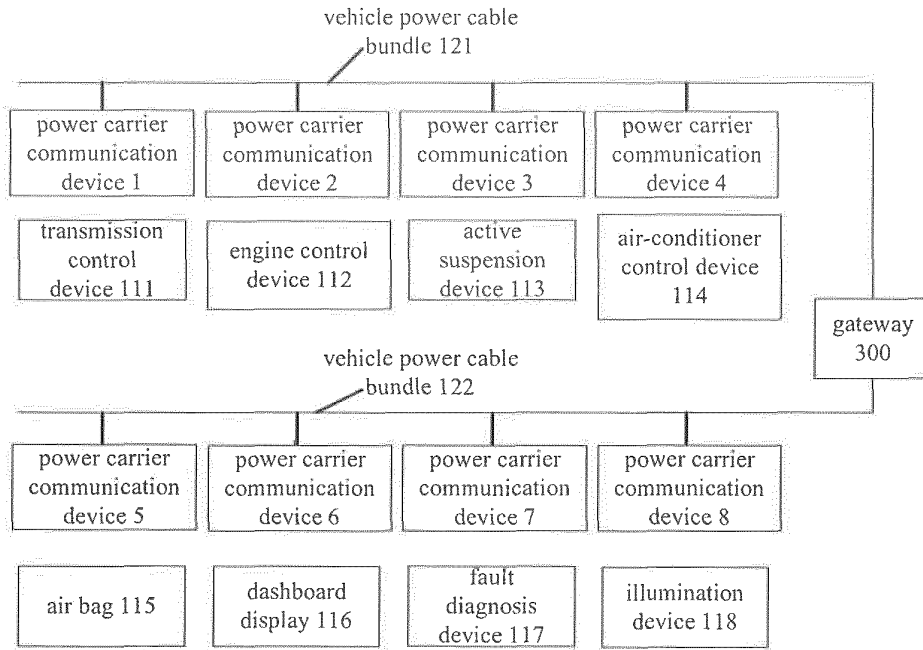 vehicle power cable
bundle 121
power carrier
communication
device 1
power carrier
communication
device 2
power carrier
communication
device 3
power carrier
communication
device 4
transmission
control
device 111
engine control
device 112
active
suspension
device 113
air-conditioner
control device
114
gateway
300
vehicle power cable
bundle 122
power carrier
communication
device 5
power carrier
communication
device 6
power carrier
communication
device 7
power carrier
communication
device 8
air bag 115
dashboard
display 116
fault
diagnosis
device 117
illumination
device 118